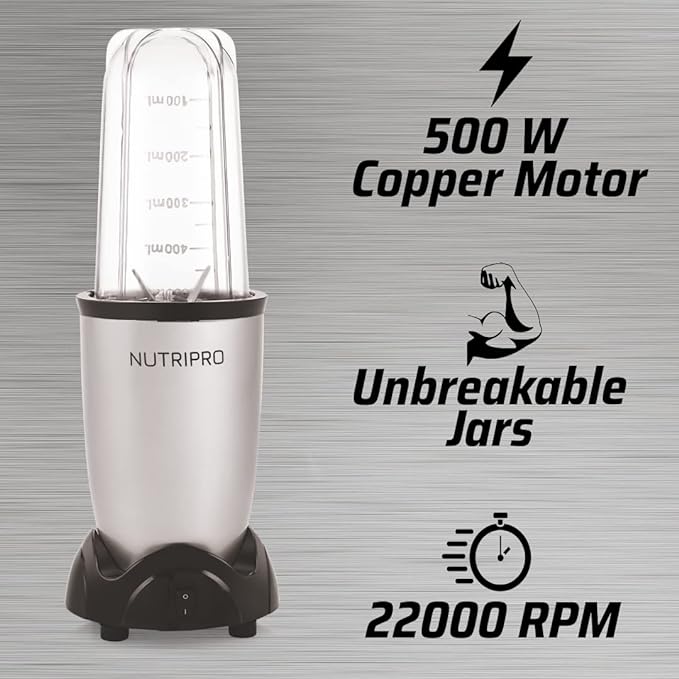 100ml.
200ml.
300ml.
400ml.
NUTRIPRO
O
I
500 W
Copper Motor
Unbreakable
Jars
22000 RPM